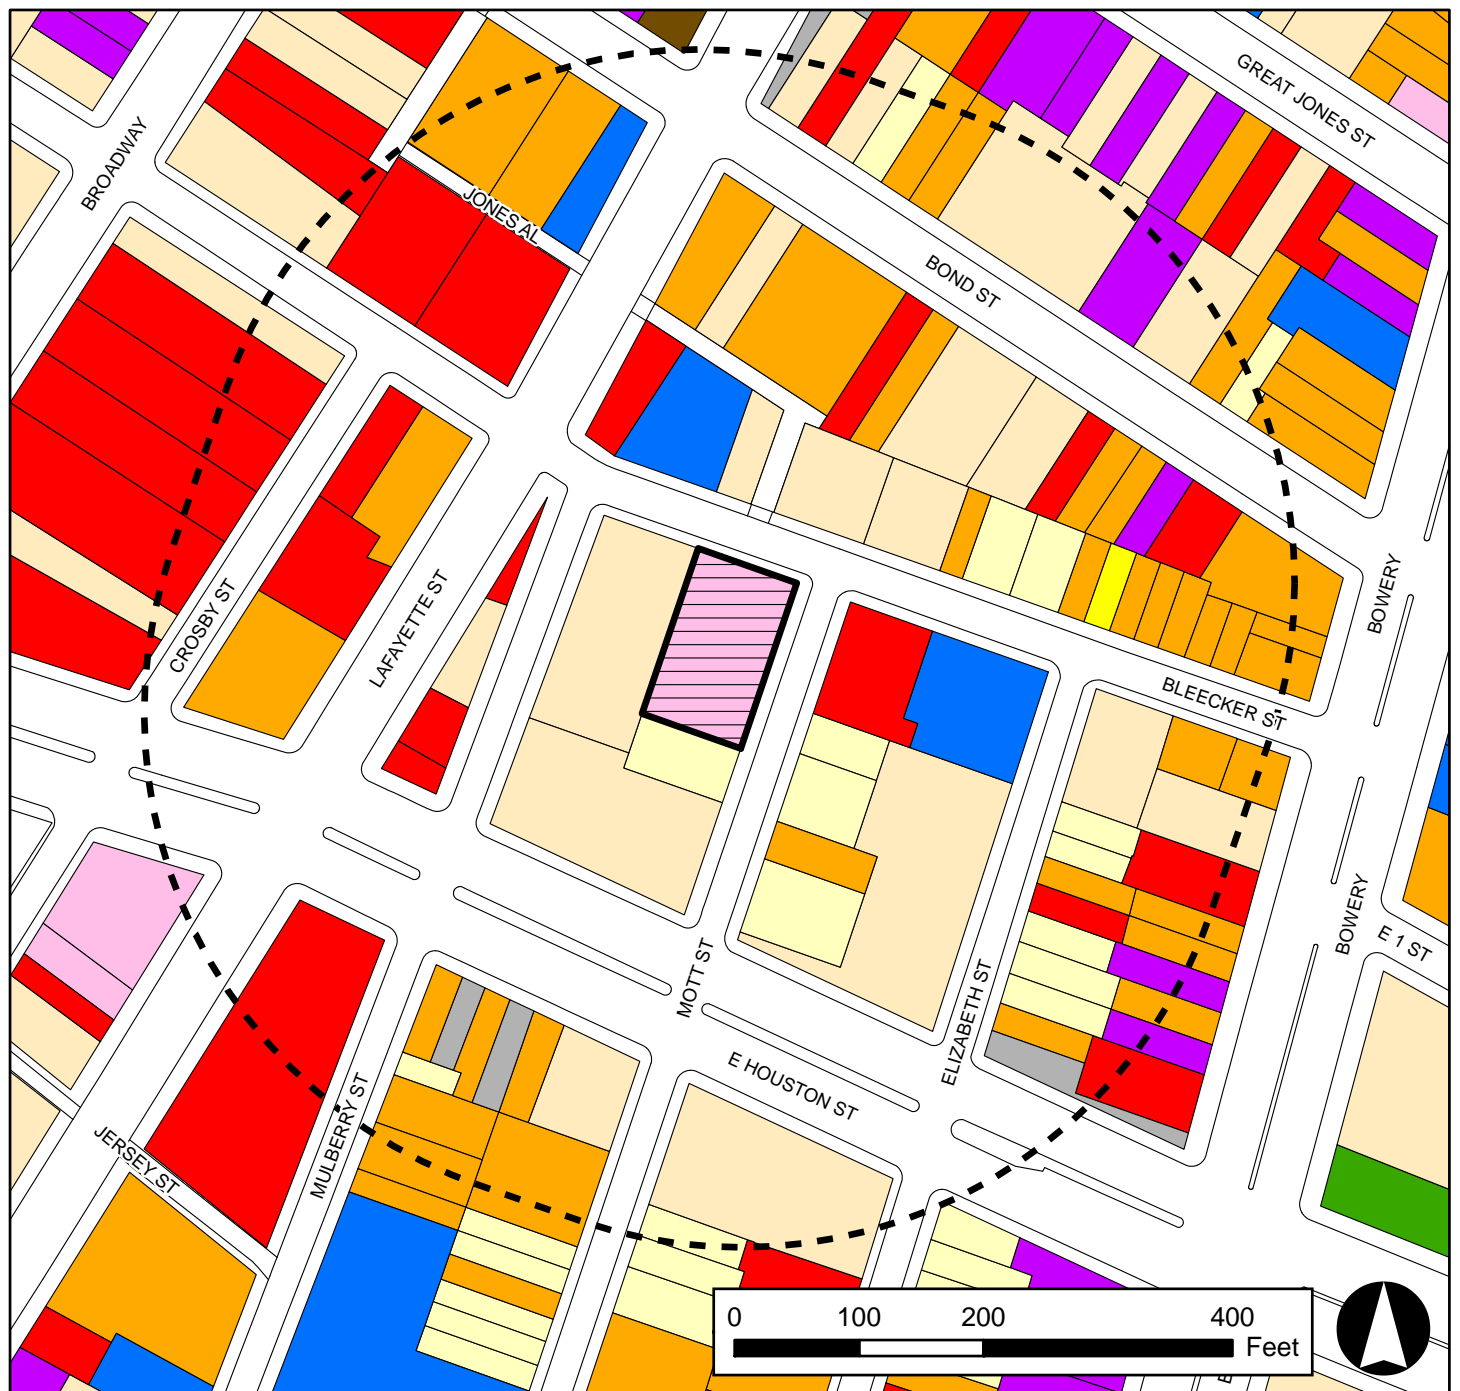 GREAT JONES ST
BROADWAY
JONES AL
BOND ST
BOWERY
CROSBY ST
LAFAYETTE ST
BLEECKER ST
BOWERY
E 1 ST
MOTT ST
ELIZABETH ST
E HOUSTON ST
MULBERRY ST
JERSEY ST
0 100 200 400
Feet